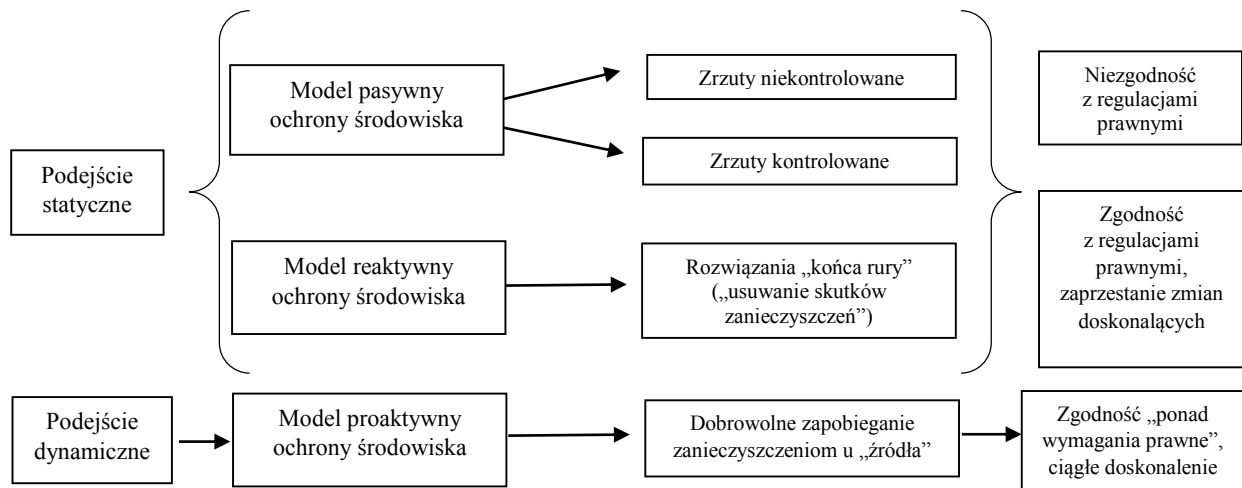 Podejście
statyczne
Model pasywny
ochrony środowiska
Zrzuty niekontrolowane
Zrzuty kontrolowane
Niezgodność
z regulacjami
prawnymi
Model reaktywny
ochrony środowiska
Rozwiązania „końca rury”
(„usuwanie skutków
zanieczyszczeń”)
Zgodność
z regulacjami
prawnymi,
zaprzestanie zmian
doskonalących
Podejście
dynamiczne
Model proaktywny
ochrony środowiska
Dobrowolne zapobieganie
zanieczyszczeniom u „źródła”
Zgodność „ponad
wymagania prawne”,
ciągłe doskonalenie